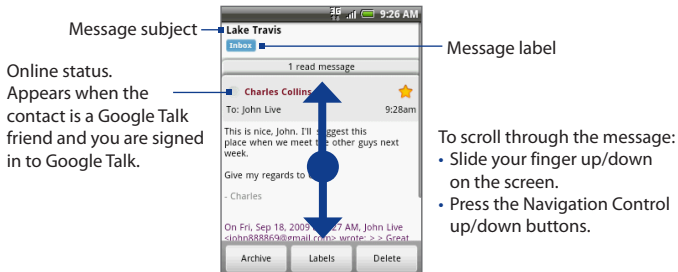 3G 9:26 AM
Message subject
Lake Travis
Inbox
Message label
1 read message
Online status.
Appears when the
contact is a Google Talk
friend and you are signed
in to Google Talk.
Charles Collins
To: John Live 9:28am
This is nice, John. I'll suggest this
place when we meet the other guys next
week.
Give my regards to
- Charles
On Fri, Sep 18, 2009 27 AM, John Live
<john888869@gmail.com> wrote: > > Great
Archive Labels Delete
To scroll through the message:
• Slide your finger up/down
on the screen.
• Press the Navigation Control
up/down buttons.